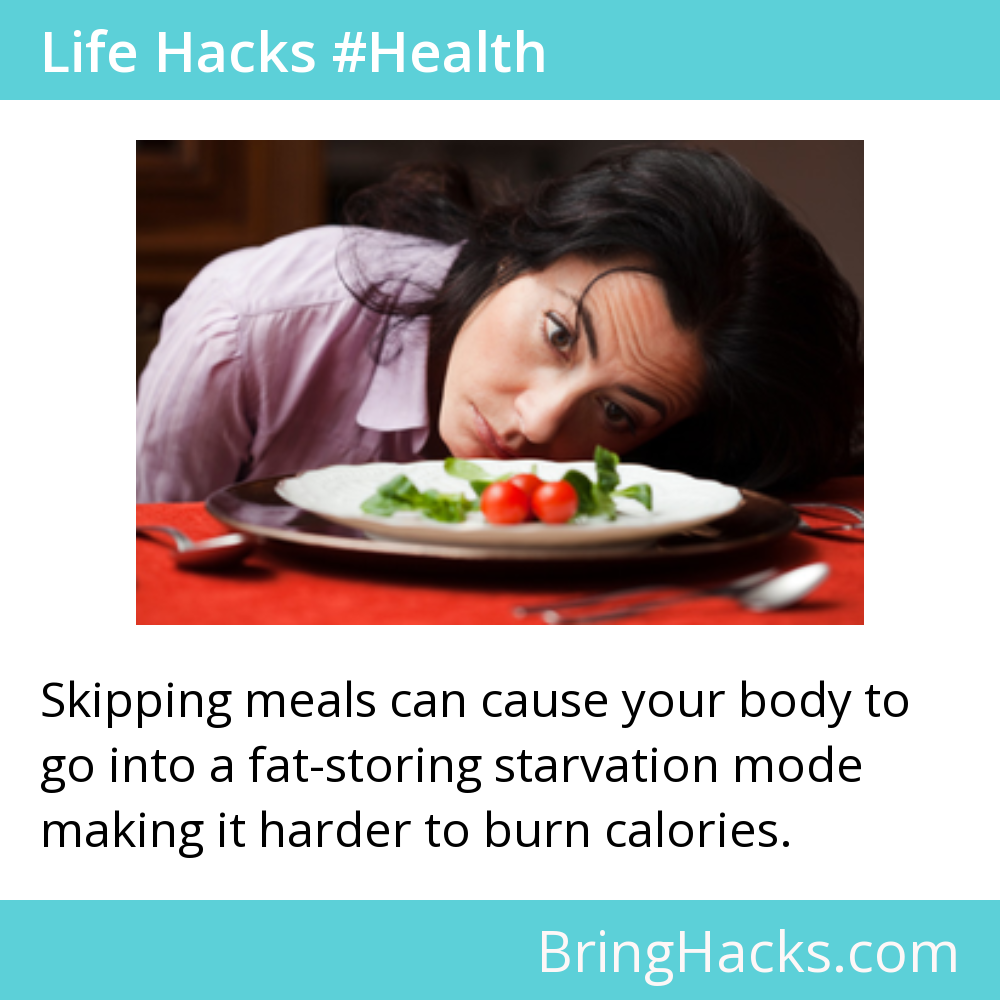 Life Hacks #Health
Skipping meals can cause your body to
go into a fat-storing starvation mode
making it harder to burn calories.
BringHacks.com